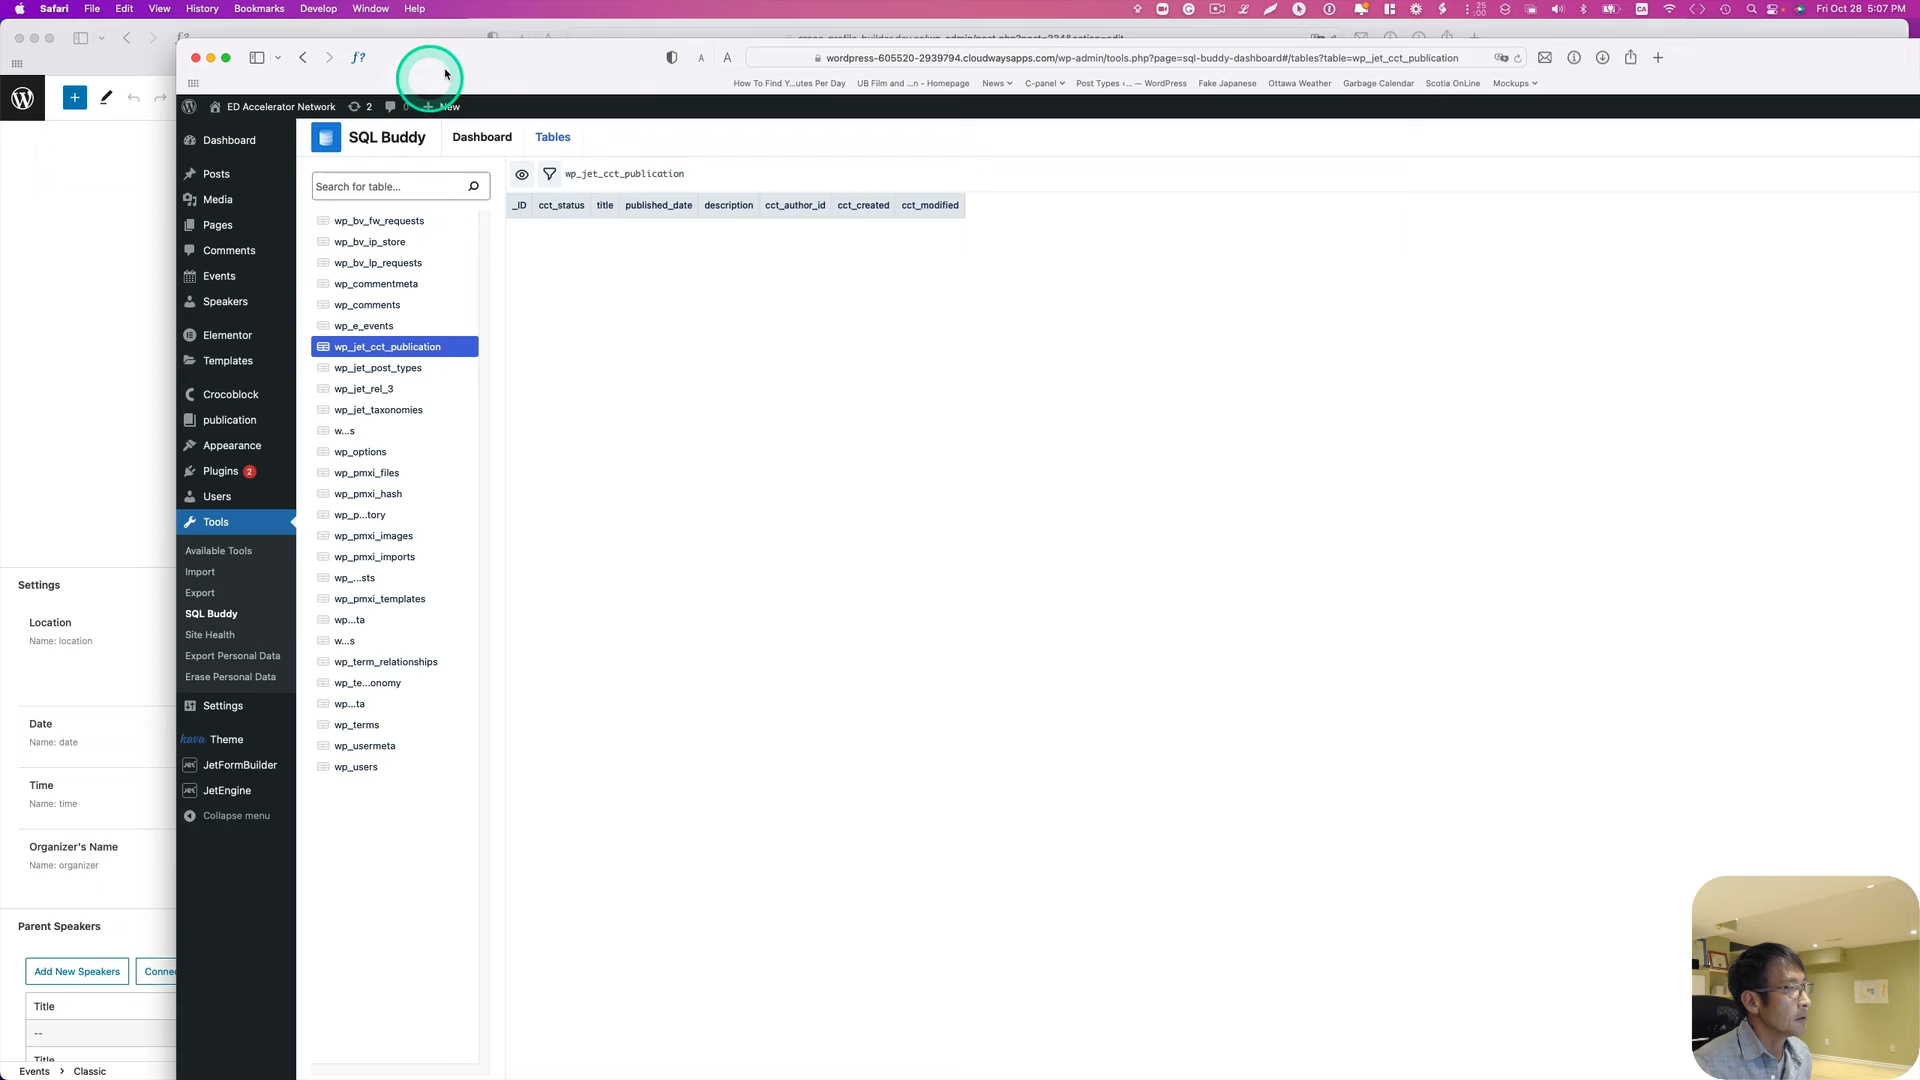 Safari File Edit View History Bookmarks Develop Window Help
25
:00
CA
Fri Oct 28 5:07 PM
f?
wordpress-605520-2939794.cloudwaysapps.com/wp-admin/tools.php?page=sql-buddy-dashboard#/tables?table=wp_jet_cct_publication
A A
How To Find Y...utes Per Day UB Film and ...n - Homepage News C-panel Post Types ‹... — WordPress Fake Japanese Ottawa Weather Garbage Calendar Scotia OnLine Mockups
ED Accelerator Network 2 0 New
Dashboard
Posts
Media
Pages
Comments
Events
Speakers
Elementor
Templates
Crocoblock
publication
Appearance
Plugins 2
Users
Tools
Available Tools
Import
Export
SQL Buddy
Site Health
Export Personal Data
Erase Personal Data
Settings
hava Theme
JetFormBuilder
JetEngine
Collapse menu
SQL Buddy Dashboard Tables
Search for table...
wp_bv_fw_requests
wp_bv_ip_store
wp_bv_lp_requests
wp_commentmeta
wp_comments
wp_e_events
wp_jet_cct_publication
wp_jet_post_types
wp_jet_rel_3
wp_jet_taxonomies
w...s
wp_options
wp_pmxi_files
wp_pmxi_hash
wp_p...tory
wp_pmxi_images
wp_pmxi_imports
wp_...sts
wp_pmxi_templates
wp...ta
w...s
wp_term_relationships
wp_te...onomy
wp...ta
wp_terms
wp_usermeta
wp_users
wp_jet_cct_publication
_ID cct_status title published_date description cct_author_id cct_created cct_modified
Settings
Location
Name: location
Date
Name: date
Time
Name: time
Organizer's Name
Name: organizer
Parent Speakers
Add New Speakers Connec
Title
--
Title
Events › Classic